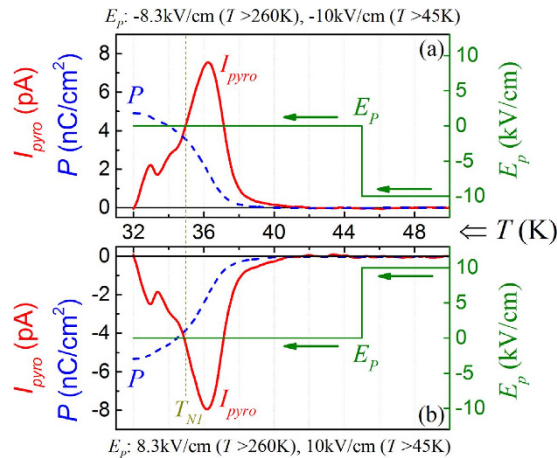 E_P: -8.3kV/cm (T >260K), -10kV/cm (T >45K)
(a)
I_pyro (pA)
P (nC/cm²)
8
6
4
2
0
P
I_pyro
10
5
0
-5
-10
E_p (kV/cm)
32 36 40 44 48
⇐ T (K)
I_pyro (pA)
P (nC/cm²)
0
-2
-4
-6
-8
P
T_N1
I_pyro
E_P
(b)
10
5
0
-5
-10
E_p (kV/cm)
E_P: 8.3kV/cm (T >260K), 10kV/cm (T >45K)